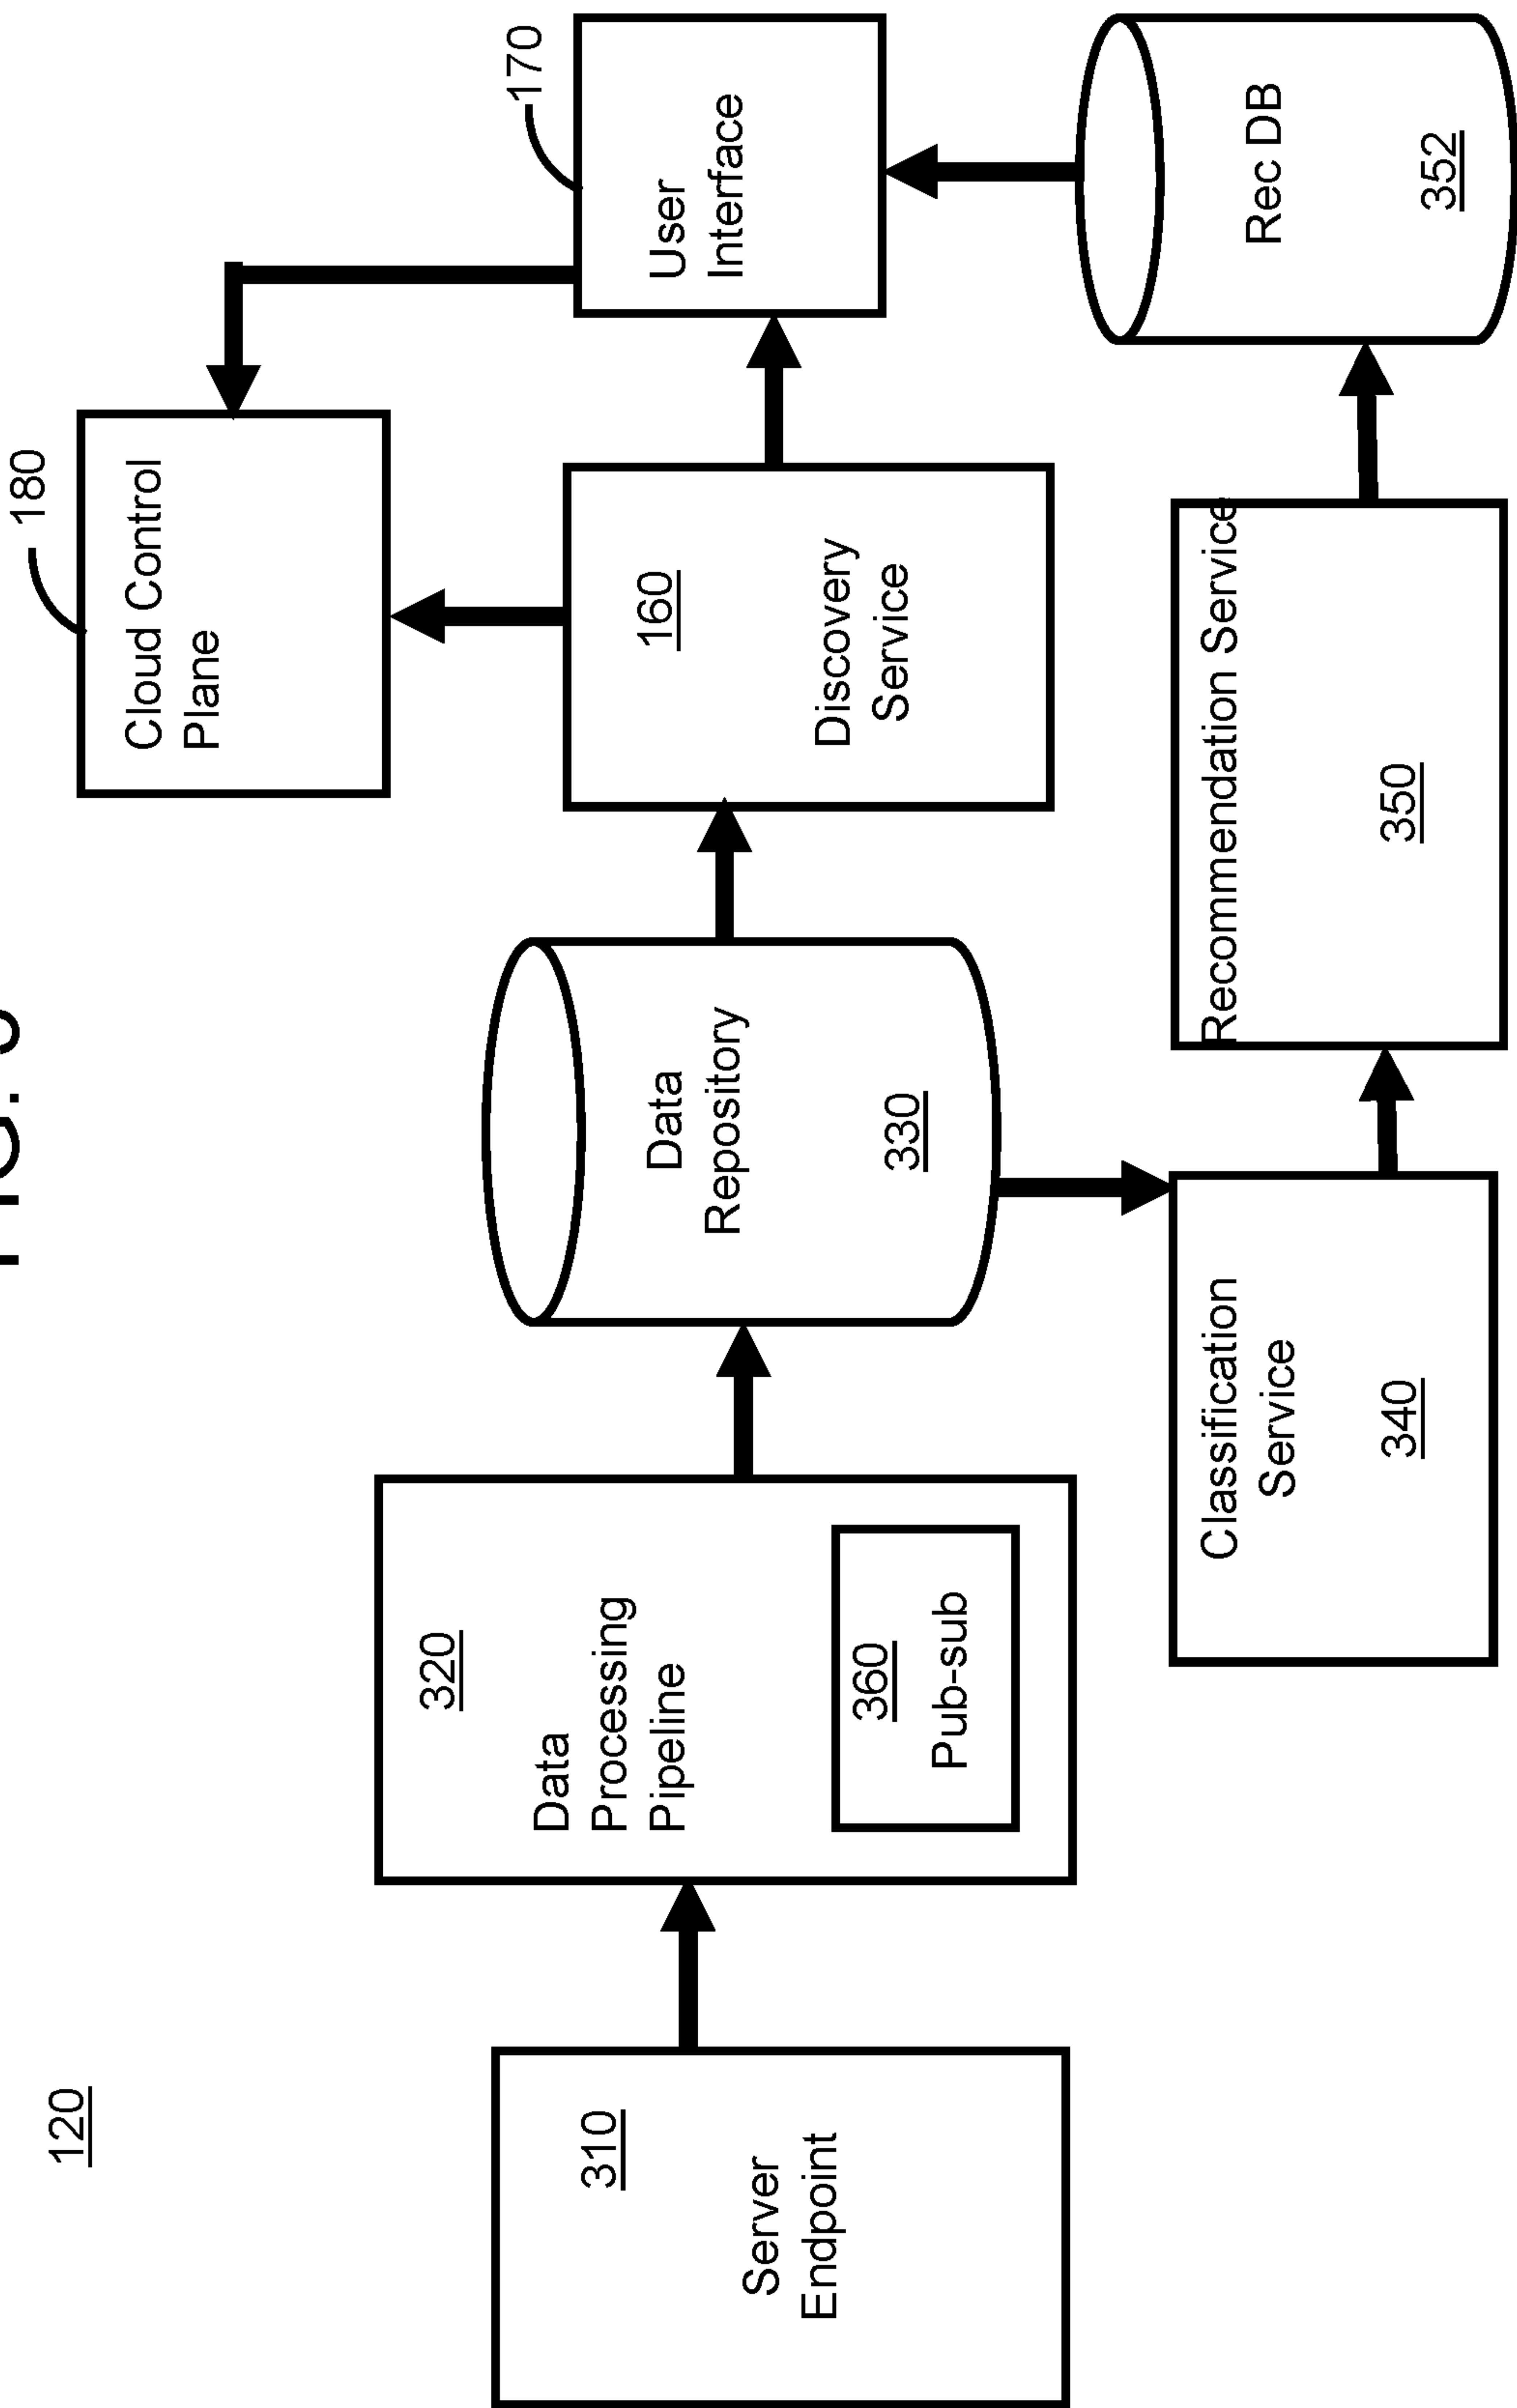 120
180
Cloud Control
Plane
170
User
Interface
310
Server
Endpoint
320
Data
Processing
Pipeline
360
Pub-sub
Data
Repository
330
160
Discovery
Service
Classification
Service
340
Recommendation Service
350
Rec DB
352